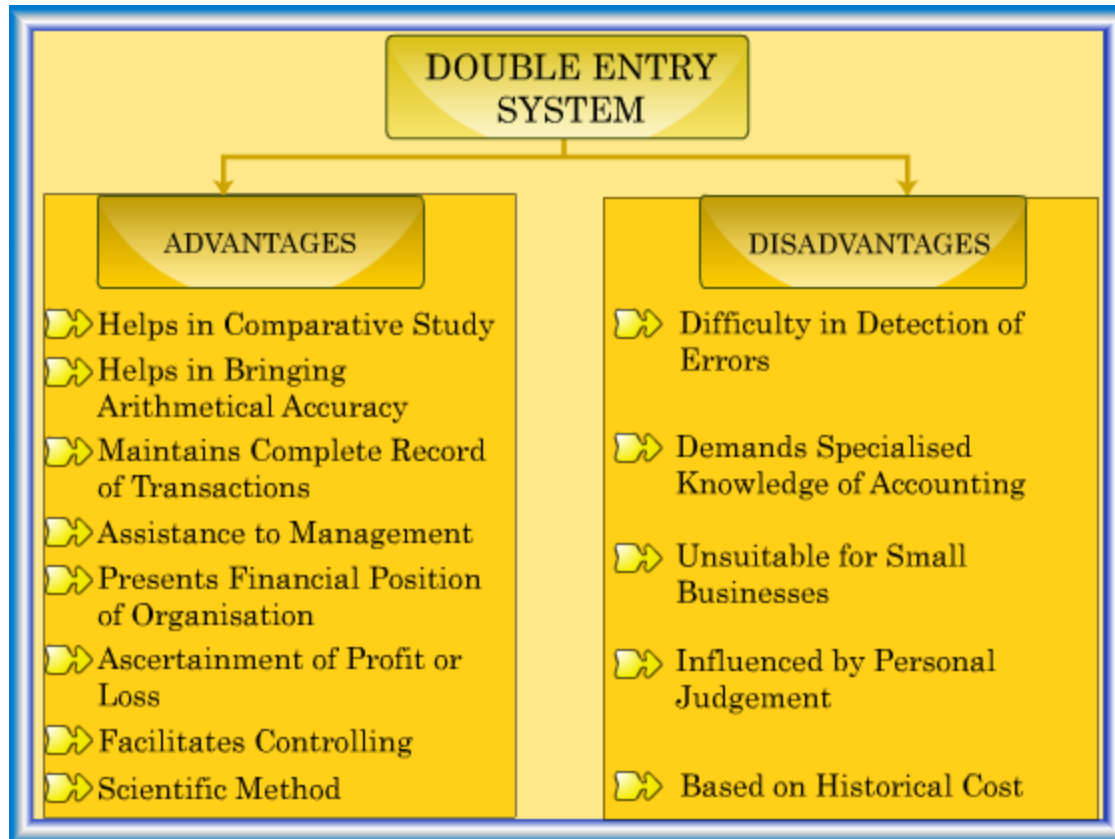 DOUBLE ENTRY
SYSTEM
ADVANTAGES
Helps in Comparative Study
Helps in Bringing
Arithmetical Accuracy
Maintains Complete Record
of Transactions
Assistance to Management
Presents Financial Position
of Organisation
Ascertainment of Profit or
Loss
Facilitates Controlling
Scientific Method
DISADVANTAGES
Difficulty in Detection of
Errors
Demands Specialised
Knowledge of Accounting
Unsuitable for Small
Businesses
Influenced by Personal
Judgement
Based on Historical Cost